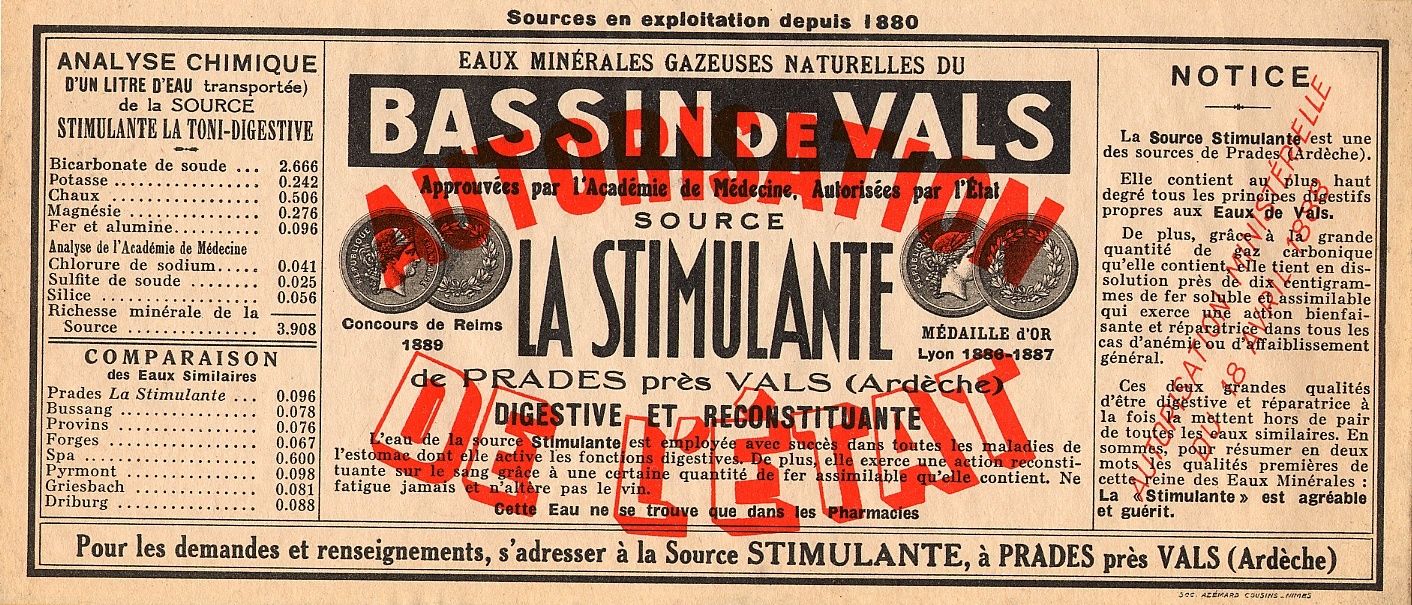 Sources en exploitation depuis 1880
ANALYSE CHIMIQUE
D'UN LITRE D'EAU transportée)
de la SOURCE
STIMULANTE LA TONI-DIGESTIVE
Bicarbonate de soude ... 2.666
Potasse .................. 0.242
Chaux .................... 0.506
Magnésie ................. 0.276
Fer et alumine.......... 0.096
Analyse de l'Académie de Médecine
Chlorure de sodium..... 0.041
Sulfite de soude ........ 0.025
Silice .................... 0.056
Richesse minérale de la
Source ............... 3.908
COMPARAISON
des Eaux Similaires
Prades La Stimulante ... 0.096
Bussang .................. 0.078
Provins .................. 0.076
Forges ................... 0.067
Spa ...................... 0.600
Pyrmont .................. 0.098
Griesbach ................ 0.081
Driburg .................. 0.088
EAUX MINÉRALES GAZEUSES NATURELLES DU
BASSIN DE VALS
Approuvées par l'Académie de Médecine, Autorisées par l'État
SOURCE
LA STIMULANTE
Concours de Reims
1889
MÉDAILLE d'OR
Lyon 1886-1887
de PRADES près VALS (Ardèche)
DIGESTIVE ET RECONSTITUANTE
L'eau de la source Stimulante est employée avec succès dans toutes les maladies de
l'estomac dont elle active les fonctions digestives. De plus, elle exerce une action reconsti-
tuante sur le sang grâce à une certaine quantité de fer assimilable qu'elle contient. Ne
fatigue jamais et n'altère pas le vin.
Cette Eau ne se trouve que dans les Pharmacies
AUTORISATION
DE L'ÉTAT
NOTICE
La Source Stimulante est une
des sources de Prades (Ardèche).
Elle contient au plus haut
degré tous les principes digestifs
propres aux Eaux de Vals.
De plus, grâce à la grande
quantité de gaz carbonique
qu'elle contient, elle tient en dis-
solution près de dix centigram-
mes de fer soluble et assimilable
qui exerce une action bienfai-
sante et réparatrice dans tous les
cas d'anémie ou d'affaiblissement
général.
Ces deux grandes qualités
d'être digestive et réparatrice à
la fois la mettent hors de pair
de toutes les eaux similaires. En
sommes, pour résumer en deux
mots les qualités premières de
cette reine des Eaux Minérales :
La « Stimulante » est agréable
et guérit.
AUTORISATION MINISTERIELLE
DU 18 AVRIL 1888
Pour les demandes et renseignements, s'adresser à la Source STIMULANTE, à PRADES près VALS (Ardèche)
SOC. AZÉMARD COUSINS _ NIMES